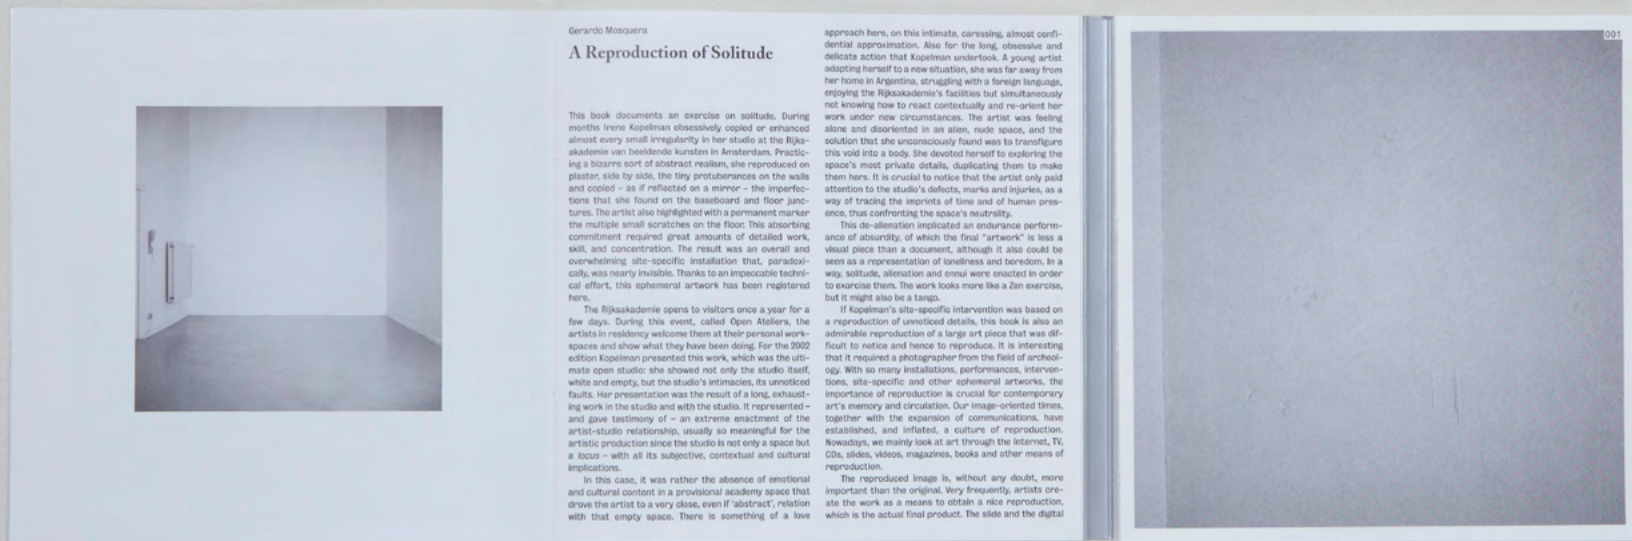 Gerardo Mosquera
A Reproduction of Solitude
This book documents an exercise on solitude. During
months Irene Kopelman obsessively copied or enhanced
almost every small irregularity in her studio at the Rijks-
akademie van beeldende kunsten in Amsterdam. Practic-
ing a bizarre sort of abstract realism, she reproduced on
plaster, side by side, the tiny protuberances on the walls
and copied – as if reflected on a mirror – the imperfec-
tions that she found on the baseboard and floor junc-
tures. The artist also highlighted with a permanent marker
the multiple small scratches on the floor. This absorbing
commitment required great amounts of detailed work,
skill, and concentration. The result was an overall and
overwhelming site-specific installation that, paradoxi-
cally, was nearly invisible. Thanks to an impeccable techni-
cal effort, this ephemeral artwork has been registered
here.
The Rijksakademie opens to visitors once a year for a
few days. During this event, called Open Ateliers, the
artists in residency welcome them at their personal work-
spaces and show what they have been doing. For the 2002
edition Kopelman presented this work, which was the ulti-
mate open studio: she showed not only the studio itself,
white and empty, but the studio's intimacies, its unnoticed
faults. Her presentation was the result of a long, exhaust-
ing work in the studio and with the studio. It represented –
and gave testimony of – an extreme enactment of the
artist-studio relationship, usually so meaningful for the
artistic production since the studio is not only a space but
a locus – with all its subjective, contextual and cultural
implications.
In this case, it was rather the absence of emotional
and cultural content in a provisional academy space that
drove the artist to a very close, even if 'abstract', relation
with that empty space. There is something of a love
approach here, on this intimate, caressing, almost confi-
dential approximation. Also for the long, obsessive and
delicate action that Kopelman undertook. A young artist
adapting herself to a new situation, she was far away from
her home in Argentina, struggling with a foreign language,
enjoying the Rijksakademie's facilities but simultaneously
not knowing how to react contextually and re-orient her
work under new circumstances. The artist was feeling
alone and disoriented in an alien, nude space, and the
solution that she unconsciously found was to transfigure
this void into a body. She devoted herself to exploring the
space's most private details, duplicating them to make
them hers. It is crucial to notice that the artist only paid
attention to the studio's defects, marks and injuries, as a
way of tracing the imprints of time and of human pres-
ence, thus confronting the space's neutrality.
This de-alienation implicated an endurance perform-
ance of absurdity, of which the final "artwork" is less a
visual piece than a document, although it also could be
seen as a representation of loneliness and boredom. In a
way, solitude, alienation and ennui were enacted in order
to exorcise them. The work looks more like a Zen exercise,
but it might also be a tango.
If Kopelman's site-specific intervention was based on
a reproduction of unnoticed details, this book is also an
admirable reproduction of a large art piece that was dif-
ficult to notice and hence to reproduce. It is interesting
that it required a photographer from the field of archeol-
ogy. With so many installations, performances, interven-
tions, site-specific and other ephemeral artworks, the
importance of reproduction is crucial for contemporary
art's memory and circulation. Our image-oriented times,
together with the expansion of communications, have
established, and inflated, a culture of reproduction.
Nowadays, we mainly look at art through the Internet, TV,
CDs, slides, videos, magazines, books and other means of
reproduction.
The reproduced image is, without any doubt, more
important than the original. Very frequently, artists cre-
ate the work as a means to obtain a nice reproduction,
which is the actual final product. The slide and the digital
001